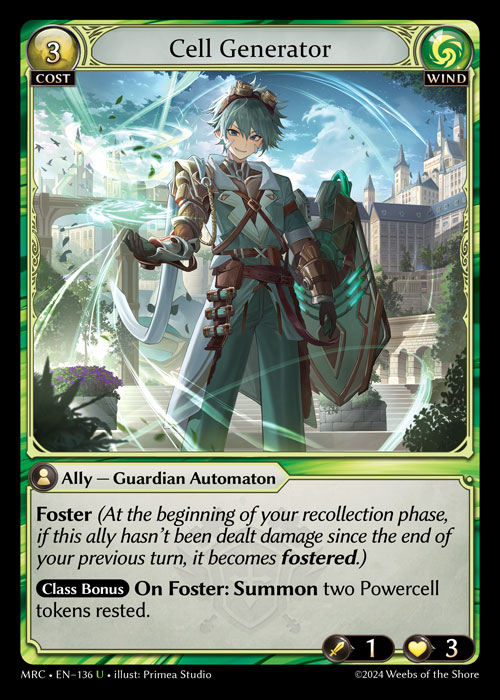 3
Cell Generator
COST
WIND
Ally — Guardian Automaton
Foster (At the beginning of your recollection phase,
if this ally hasn't been dealt damage since the end of
your previous turn, it becomes fostered.)
Class Bonus On Foster: Summon two Powercell
tokens rested.
1
3
MRC • EN–136 U • illust: Primea Studio
©2024 Weebs of the Shore